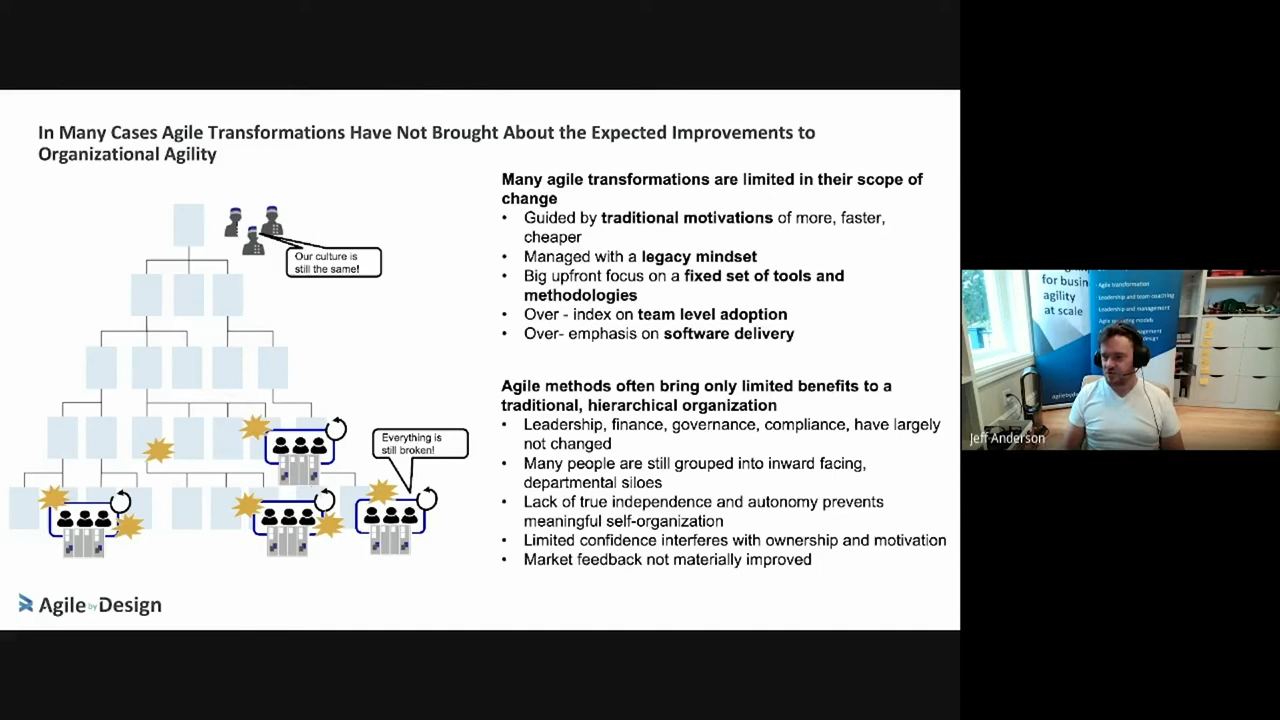 In Many Cases Agile Transformations Have Not Brought About the Expected Improvements to
Organizational Agility
Our culture is
still the same!
Everything is
still broken!
Many agile transformations are limited in their scope of
change
• Guided by traditional motivations of more, faster,
cheaper
• Managed with a legacy mindset
• Big upfront focus on a fixed set of tools and
methodologies
• Over - index on team level adoption
• Over- emphasis on software delivery
Agile methods often bring only limited benefits to a
traditional, hierarchical organization
• Leadership, finance, governance, compliance, have largely
not changed
• Many people are still grouped into inward facing,
departmental siloes
• Lack of true independence and autonomy prevents
meaningful self-organization
• Limited confidence interferes with ownership and motivation
• Market feedback not materially improved
Agile by Design
for busin
agility
at scale
Agile transformation
Leadership and team coaching
Leadership and management
Jeff Anderson